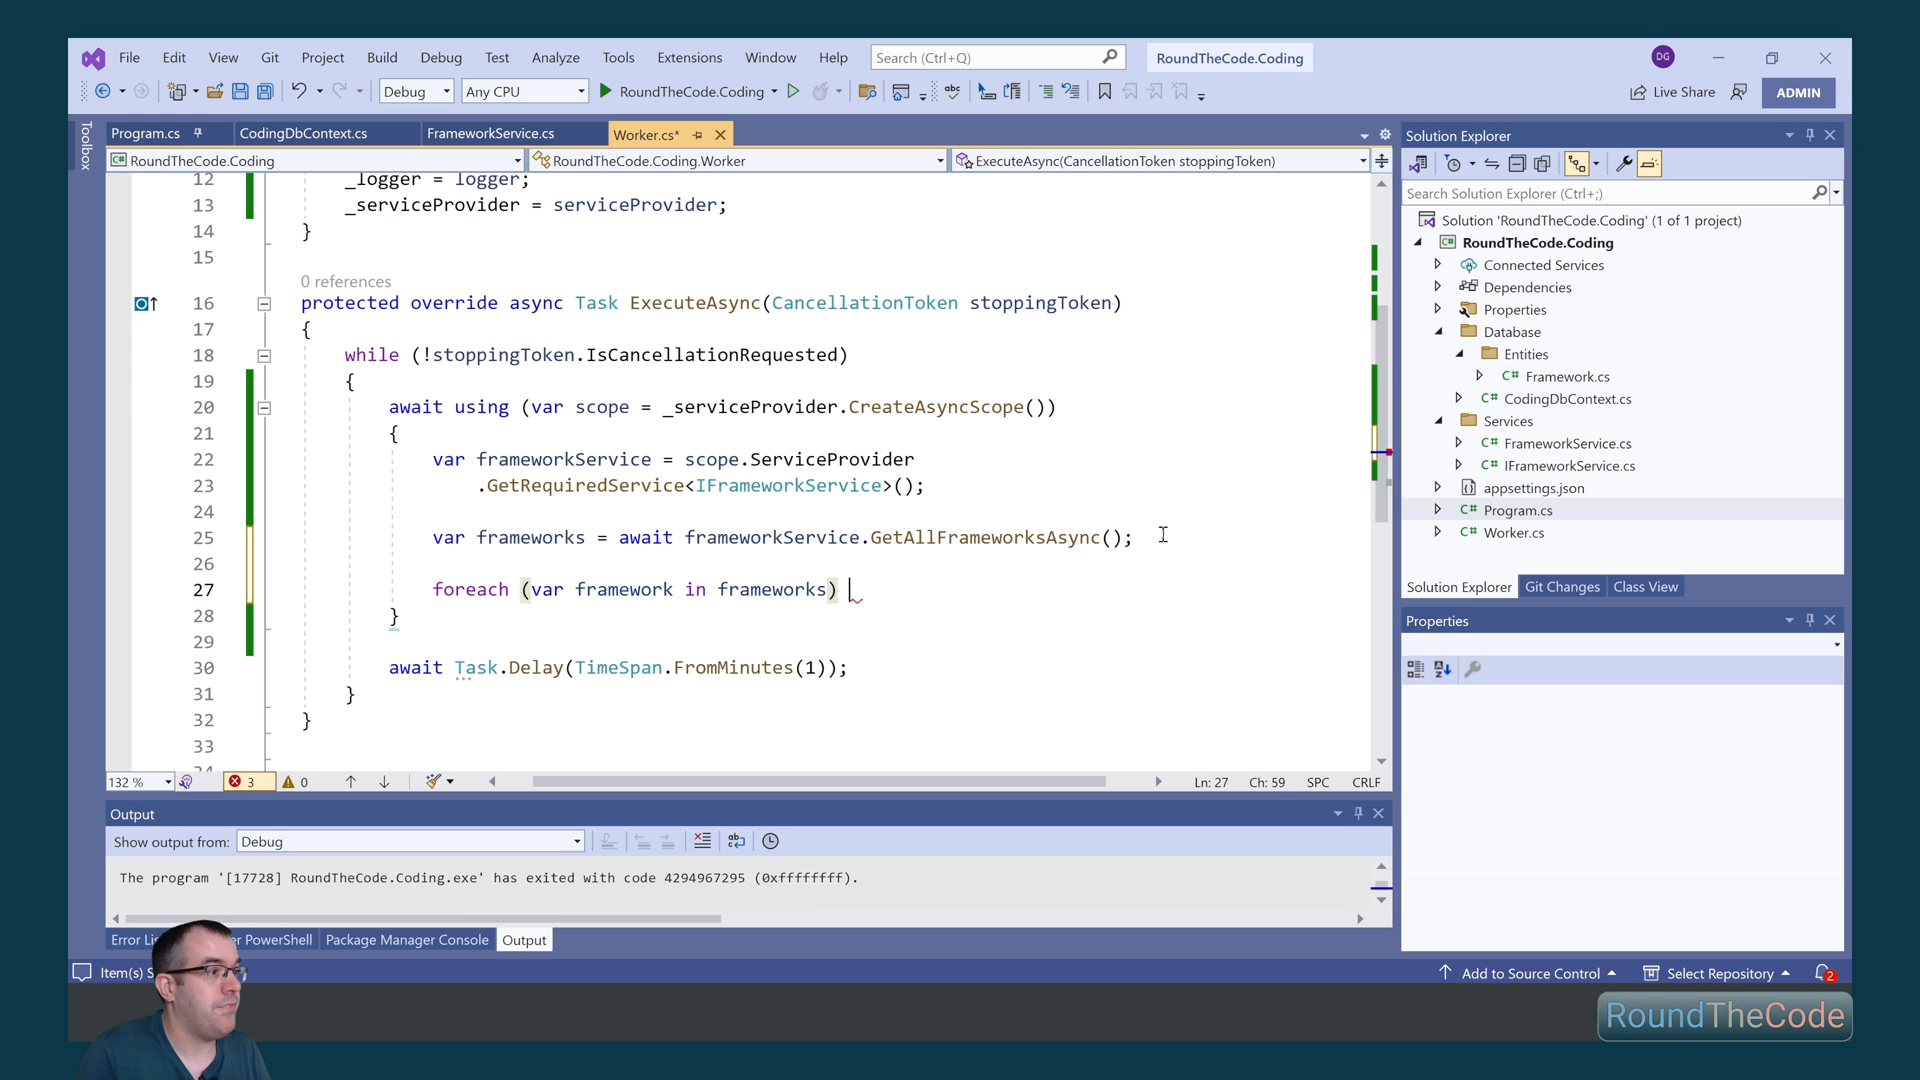 File Edit View Git Project Build Debug Test Analyze Tools Extensions Window Help Search (Ctrl+Q) RoundTheCode.Coding DG
Debug Any CPU RoundTheCode.Coding Live Share ADMIN
Toolbox
Program.cs CodingDbContext.cs FrameworkService.cs Worker.cs*
RoundTheCode.Coding RoundTheCode.Coding.Worker ExecuteAsync(CancellationToken stoppingToken)
12 _logger = logger;
13 _serviceProvider = serviceProvider;
14 }
15
0 references
16 protected override async Task ExecuteAsync(CancellationToken stoppingToken)
17 {
18 while (!stoppingToken.IsCancellationRequested)
19 {
20 await using (var scope = _serviceProvider.CreateAsyncScope())
21 {
22 var frameworkService = scope.ServiceProvider
23 .GetRequiredService<IFrameworkService>();
24
25 var frameworks = await frameworkService.GetAllFrameworksAsync();
26
27 foreach (var framework in frameworks)
28 }
29
30 await Task.Delay(TimeSpan.FromMinutes(1));
31 }
32 }
33
132 % 3 0 Ln: 27 Ch: 59 SPC CRLF
Output
Show output from: Debug
The program '[17728] RoundTheCode.Coding.exe' has exited with code 4294967295 (0xffffffff).
Error PowerShell Package Manager Console Output
Solution Explorer
Search Solution Explorer (Ctrl+;)
Solution 'RoundTheCode.Coding' (1 of 1 project)
RoundTheCode.Coding
Connected Services
Dependencies
Properties
Database
Entities
C# Framework.cs
C# CodingDbContext.cs
Services
C# FrameworkService.cs
C# IFrameworkService.cs
appsettings.json
C# Program.cs
C# Worker.cs
Solution Explorer Git Changes Class View
Properties
Item(s) Add to Source Control Select Repository 2
RoundTheCode